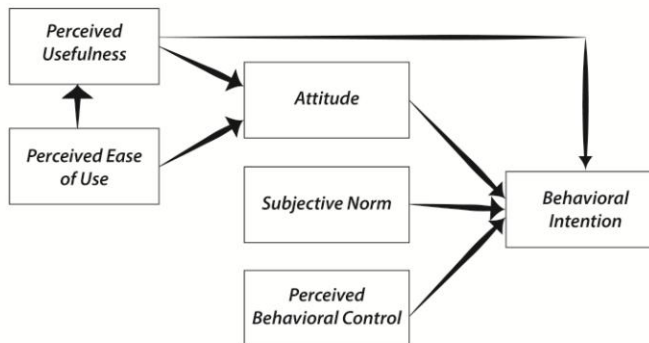 Perceived
Usefulness
Attitude
Perceived Ease
of Use
Subjective Norm
Behavioral
Intention
Perceived
Behavioral Control